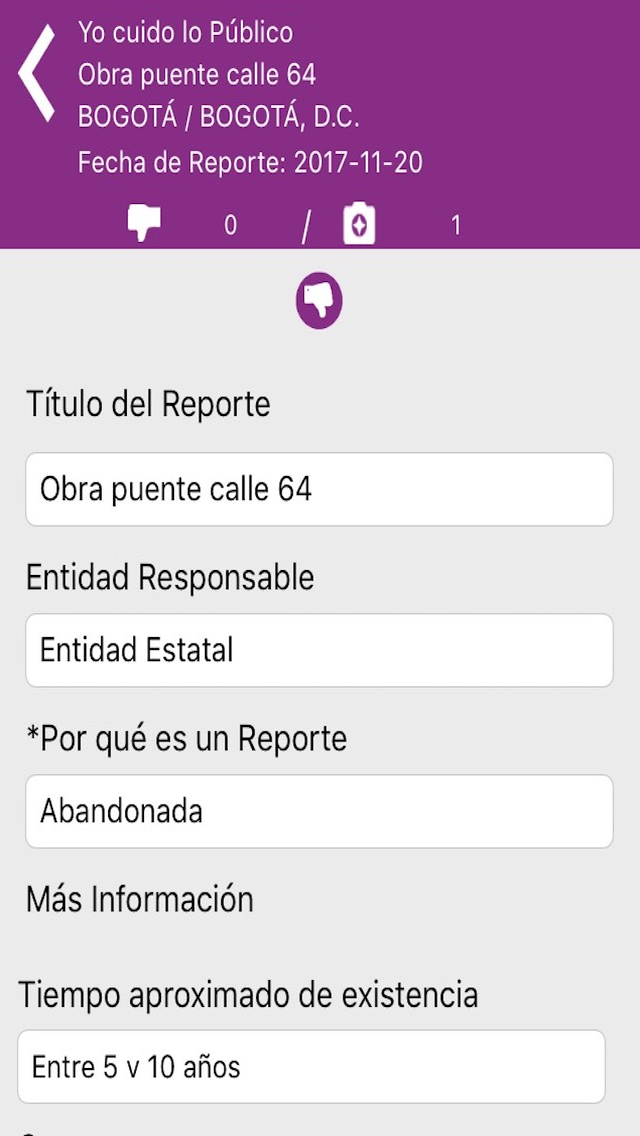 Yo cuido lo Público
Obra puente calle 64
BOGOTÁ / BOGOTÁ, D.C.
Fecha de Reporte: 2017-11-20
0 / 1
Título del Reporte
Obra puente calle 64
Entidad Responsable
Entidad Estatal
*Por qué es un Reporte
Abandonada
Más Información
Tiempo aproximado de existencia
Entre 5 y 10 años